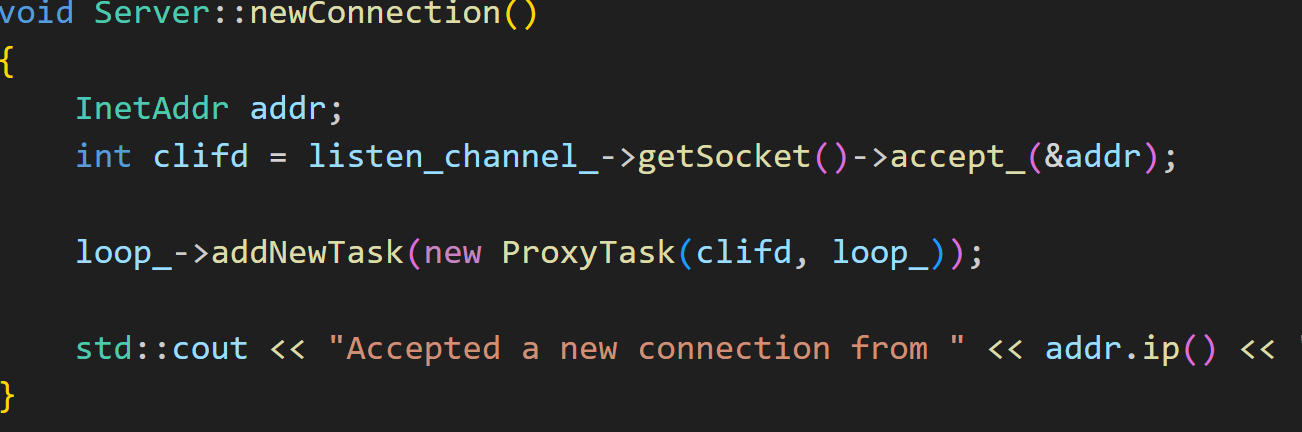 void Server::newConnection()
{
    InetAddr addr;
    int clifd = listen_channel_->getSocket()->accept_(&addr);
    loop_->addNewTask(new ProxyTask(clifd, loop_));
    std::cout << "Accepted a new connection from " << addr.ip() <<
}